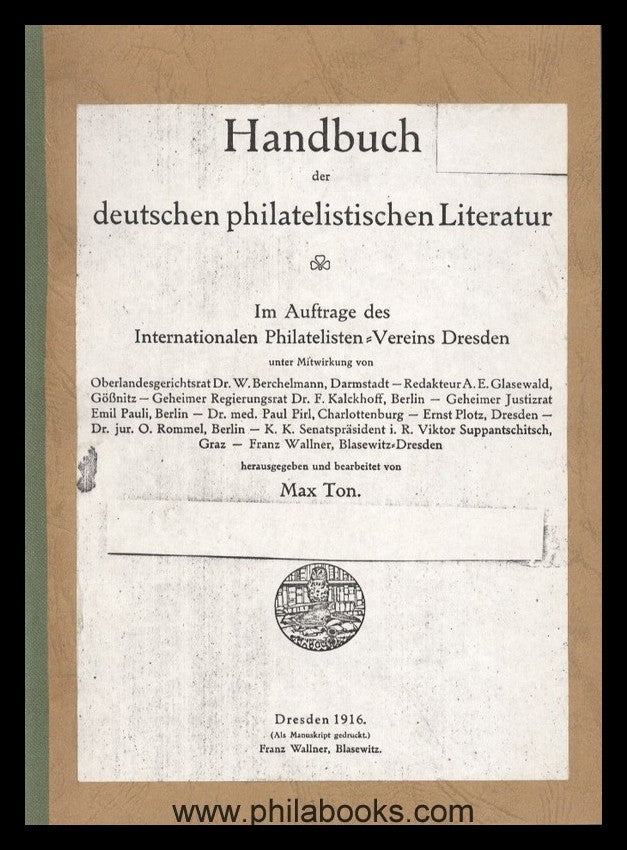 Handbuch
der
deutschen philatelistischen Literatur
Im Auftrage des
Internationalen Philatelisten-Vereins Dresden
unter Mitwirkung von
Oberlandesgerichtsrat Dr. W. Berchelmann, Darmstadt — Redakteur A. E. Glasewald,
Gößnitz — Geheimer Regierungsrat Dr. F. Kalckhoff, Berlin — Geheimer Justizrat
Emil Pauli, Berlin — Dr. med. Paul Pirl, Charlottenburg — Ernst Plotz, Dresden —
Dr. jur. O. Rommel, Berlin — K. K. Senatspräsident i. R. Viktor Suppantschitsch,
Graz — Franz Wallner, Blasewitz-Dresden
herausgegeben und bearbeitet von
Max Ton.
Dresden 1916.
(Als Manuskript gedruckt.)
Franz Wallner, Blasewitz.
www.philabooks.com